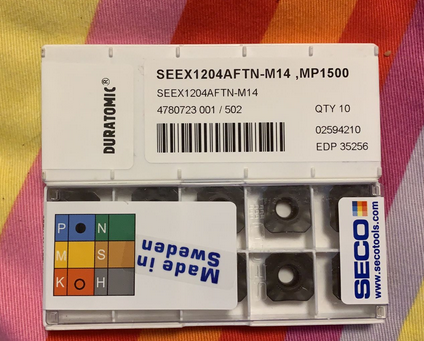 DURATOMIC®
SEEX1204AFTN-M14 ,MP1500
SEEX1204AFTN-M14
4780723 001 / 502 QTY 10
02594210
EDP 35256
P N
M S
K H
Made in
Sweden
SECO
www.secotools.com